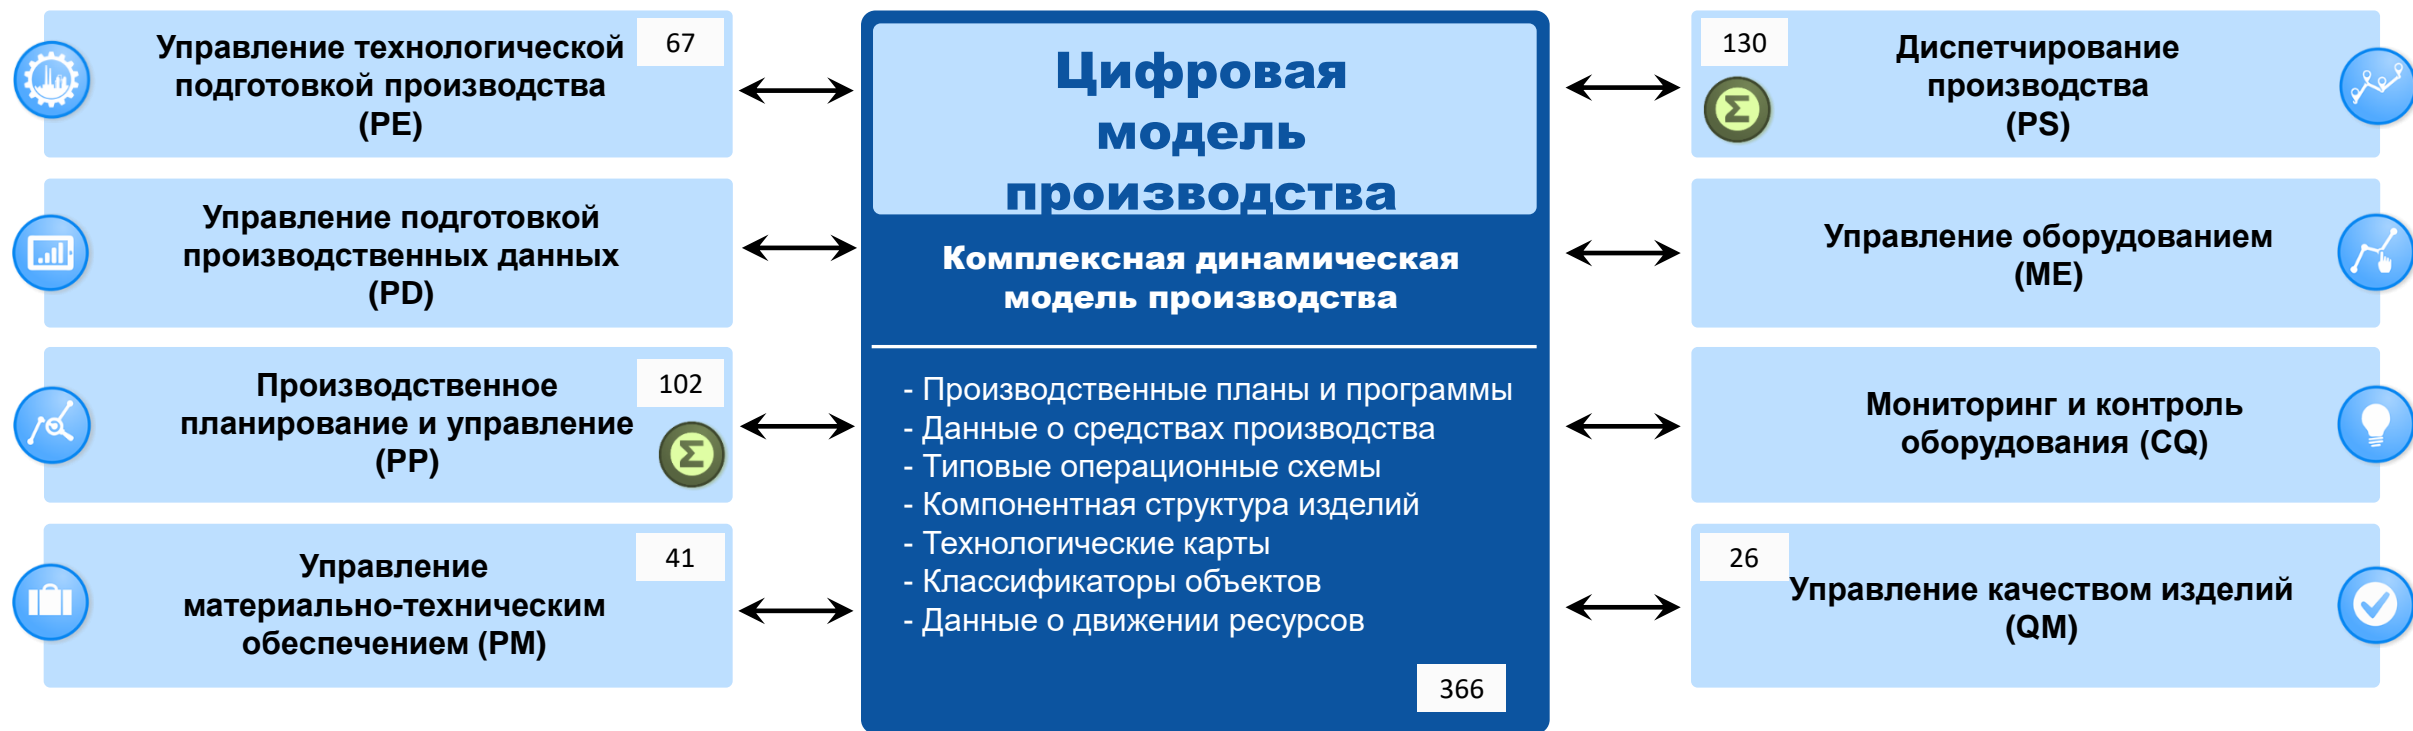 Управление технологической
подготовкой производства
(PE)
67
Управление подготовкой
производственных данных
(PD)
Производственное
планирование и управление
(PP)
102
Σ
Управление
материально-техническим
обеспечением (PM)
41
Цифровая
модель
производства
Комплексная динамическая
модель производства
- Производственные планы и программы
- Данные о средствах производства
- Типовые операционные схемы
- Компонентная структура изделий
- Технологические карты
- Классификаторы объектов
- Данные о движении ресурсов
366
130
Σ
Диспетчирование
производства
(PS)
Управление оборудованием
(ME)
Мониторинг и контроль
оборудования (CQ)
26
Управление качеством изделий
(QM)